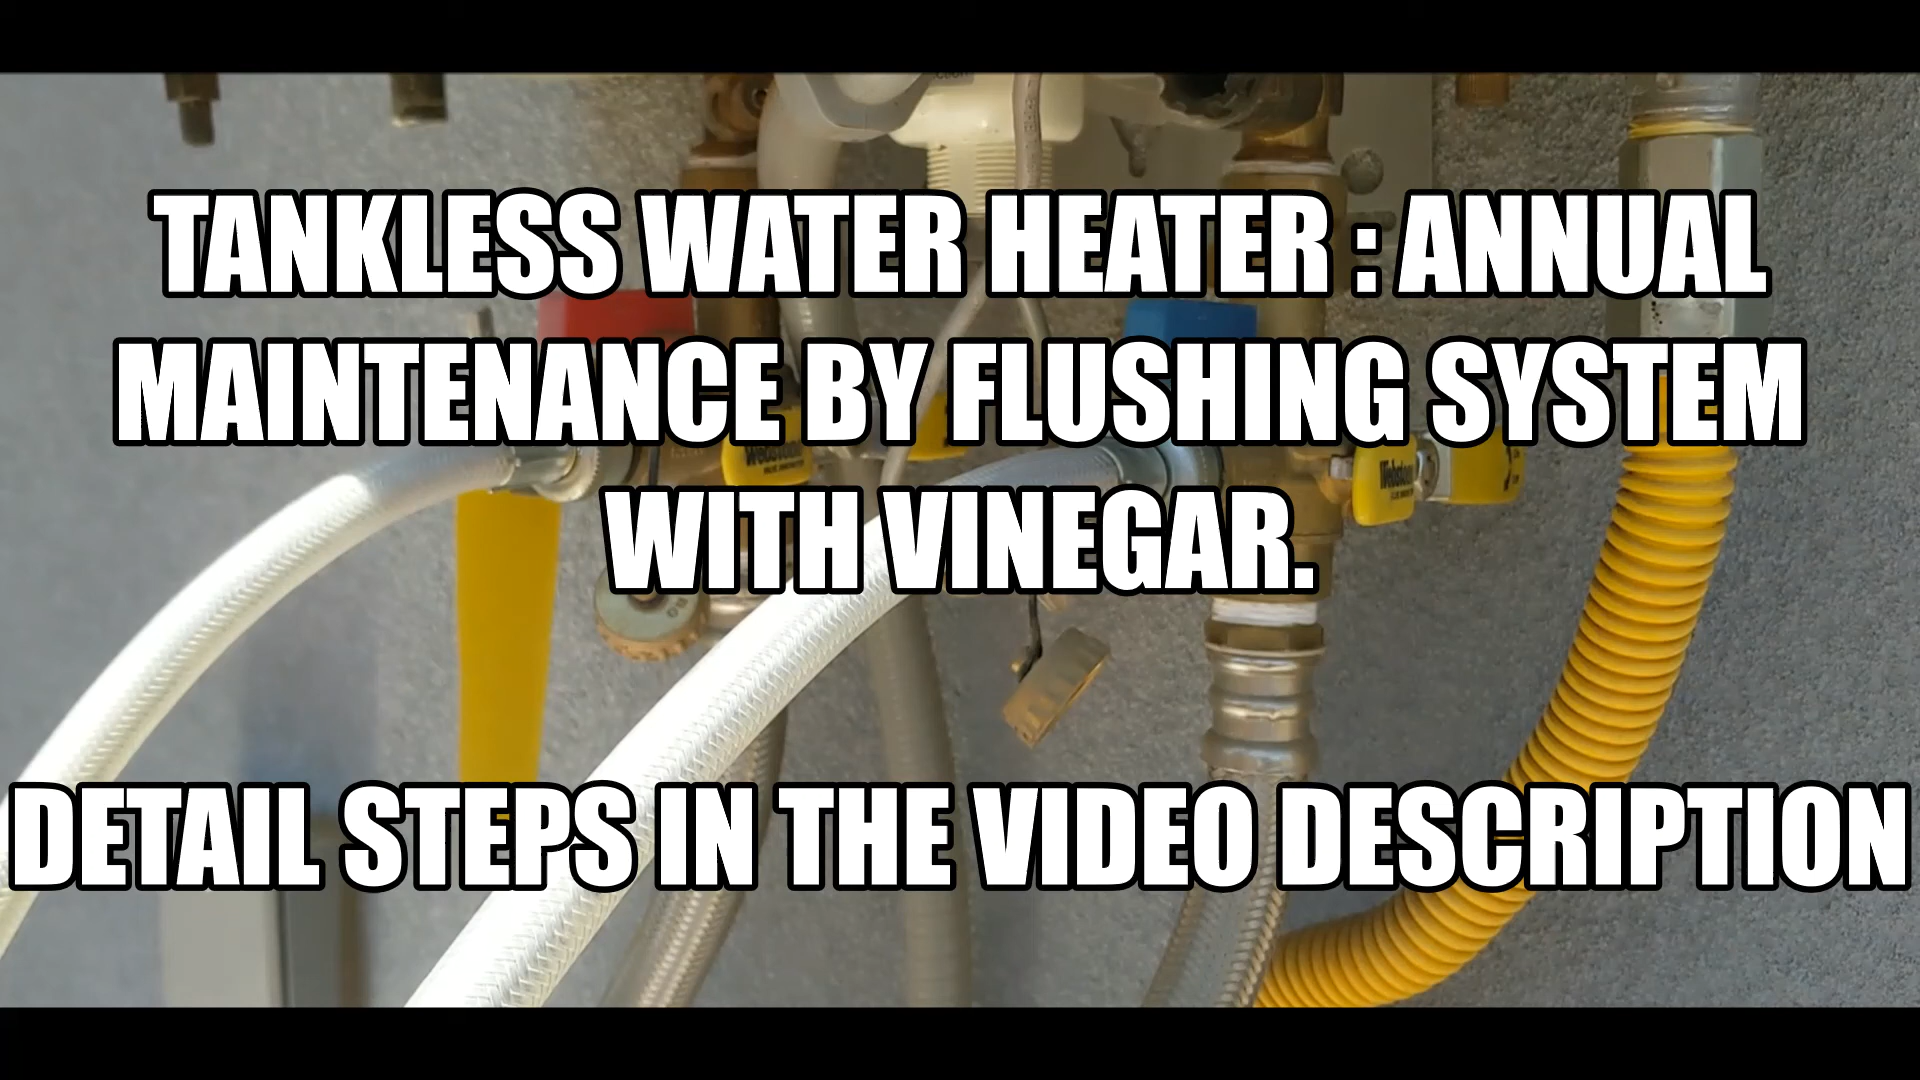 TANKLESS WATER HEATER : ANNUAL
MAINTENANCE BY FLUSHING SYSTEM
WITH VINEGAR.
DETAIL STEPS IN THE VIDEO DESCRIPTION